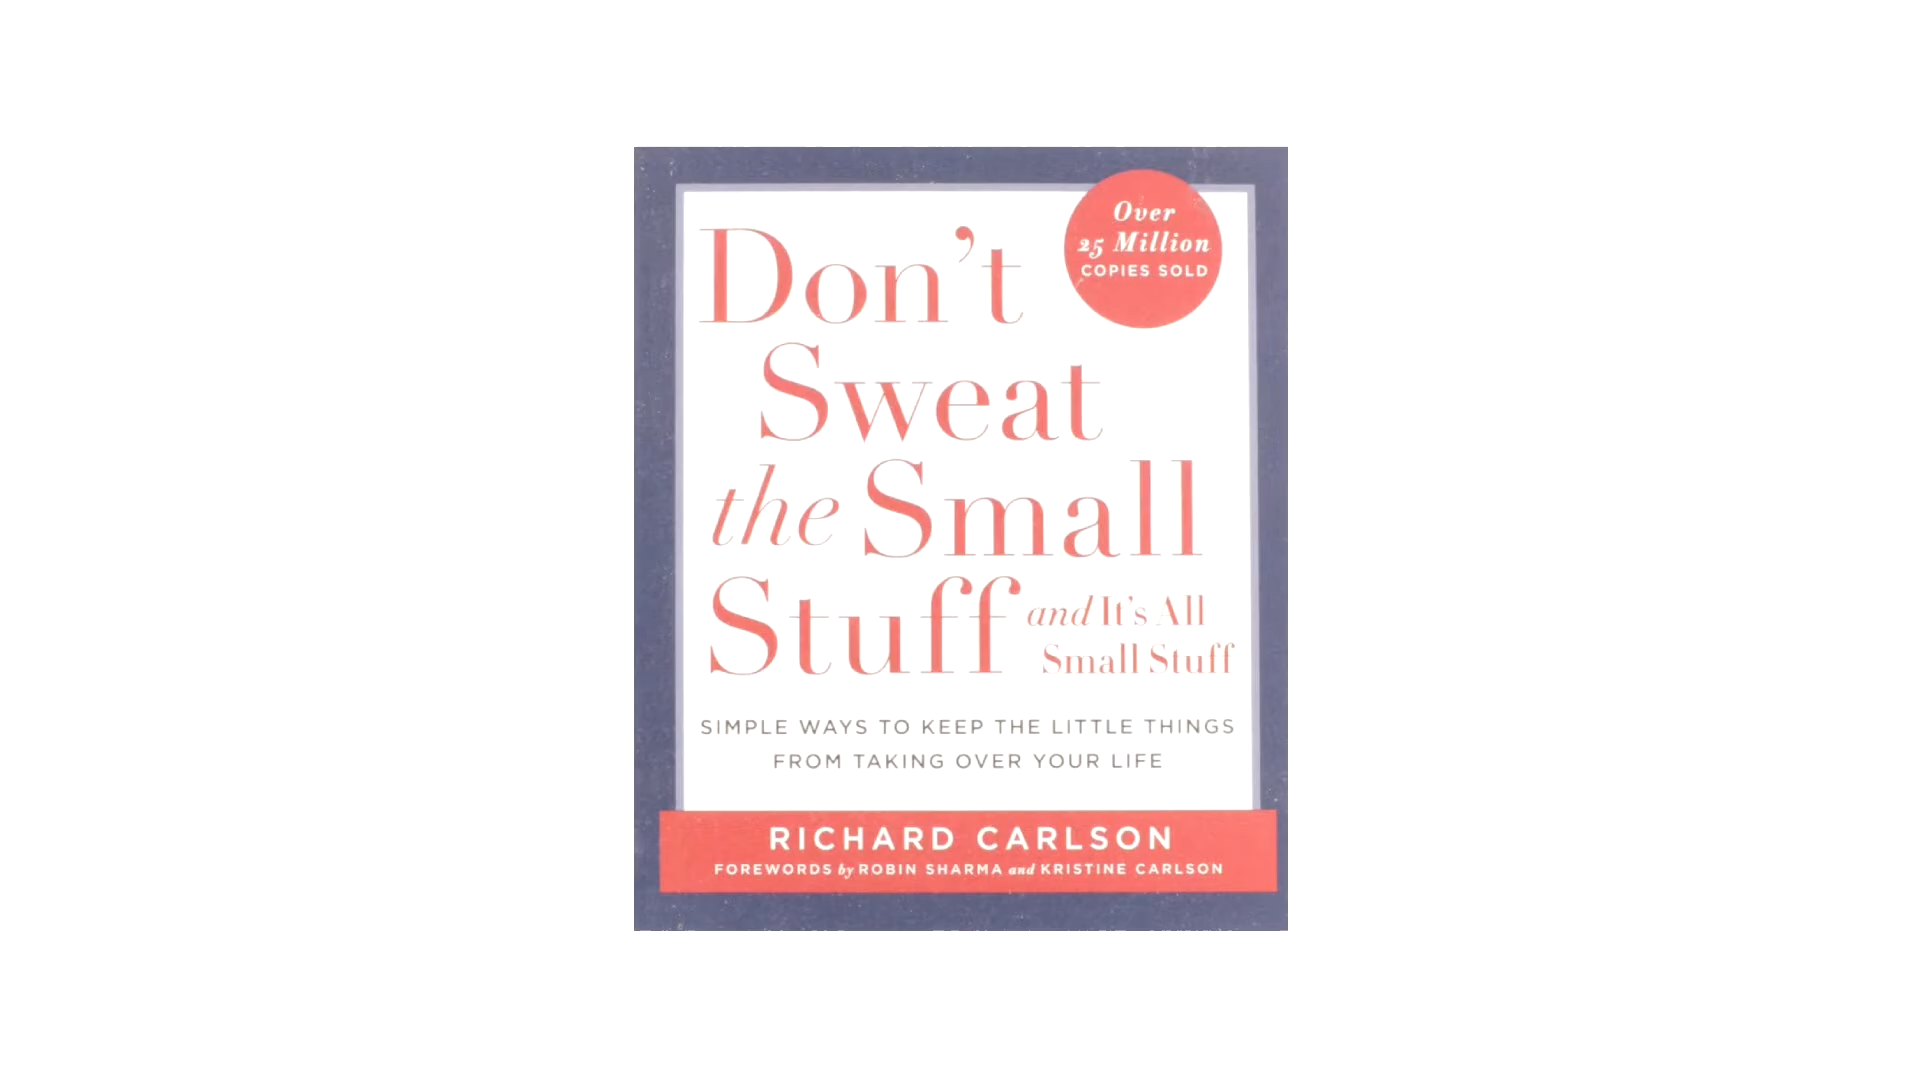 Over
25 Million
COPIES SOLD
Don't
Sweat
the Small
Stuff and It's All
Small Stuff
SIMPLE WAYS TO KEEP THE LITTLE THINGS
FROM TAKING OVER YOUR LIFE
RICHARD CARLSON
FOREWORDS by ROBIN SHARMA and KRISTINE CARLSON